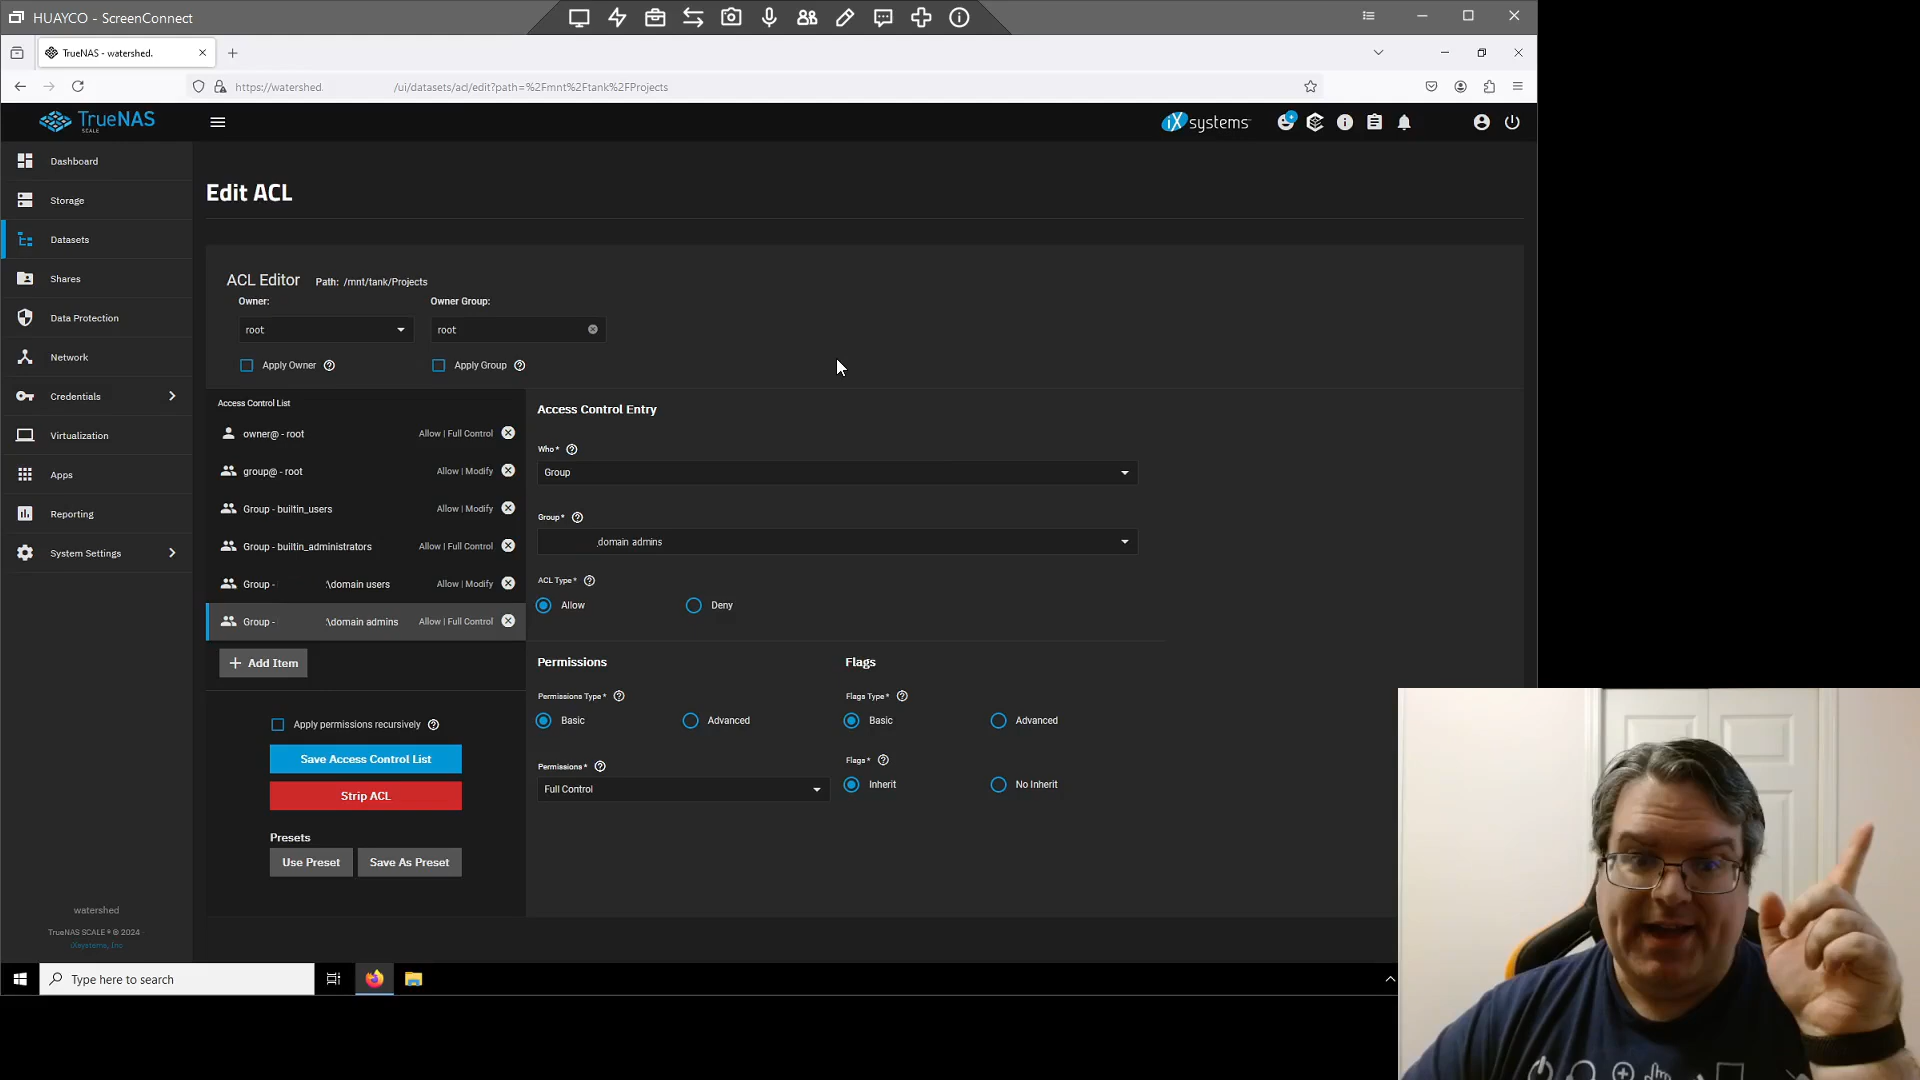 HUAYCO - ScreenConnect
TrueNAS - watershed.
https://watershed. /ui/datasets/acl/edit?path=%2Fmnt%2Ftank%2FProjects
TrueNAS
SCALE
iXsystems
Dashboard
Storage
Datasets
Shares
Data Protection
Network
Credentials
Virtualization
Apps
Reporting
System Settings
watershed
TrueNAS SCALE ® © 2024
iXsystems, Inc
Edit ACL
ACL Editor Path: /mnt/tank/Projects
Owner: Owner Group:
root root
Apply Owner Apply Group
Access Control List
owner@ - root Allow | Full Control
group@ - root Allow | Modify
Group - builtin_users Allow | Modify
Group - builtin_administrators Allow | Full Control
Group - \domain users Allow | Modify
Group - \domain admins Allow | Full Control
+ Add Item
Apply permissions recursively
Save Access Control List
Strip ACL
Presets
Use Preset Save As Preset
Access Control Entry
Who *
Group
Group *
domain admins
ACL Type *
Allow Deny
Permissions Flags
Permissions Type * Flags Type *
Basic Advanced Basic Advanced
Permissions * Flags *
Full Control Inherit No Inherit
Type here to search